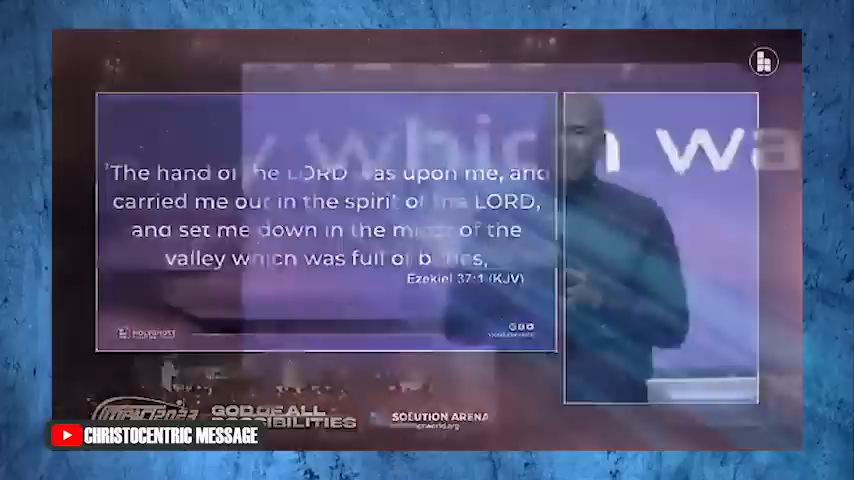 which wa
The hand of the LORD was upon me, and
carried me out in the spirit of the LORD,
and set me down in the midst of the
valley which was full of bones,
Ezekiel 37:1 (KJV)
HOLYGHOST
GOD OF ALL
POSSIBILITIES
SOLUTION ARENA
CHRISTOCENTRIC MESSAGE